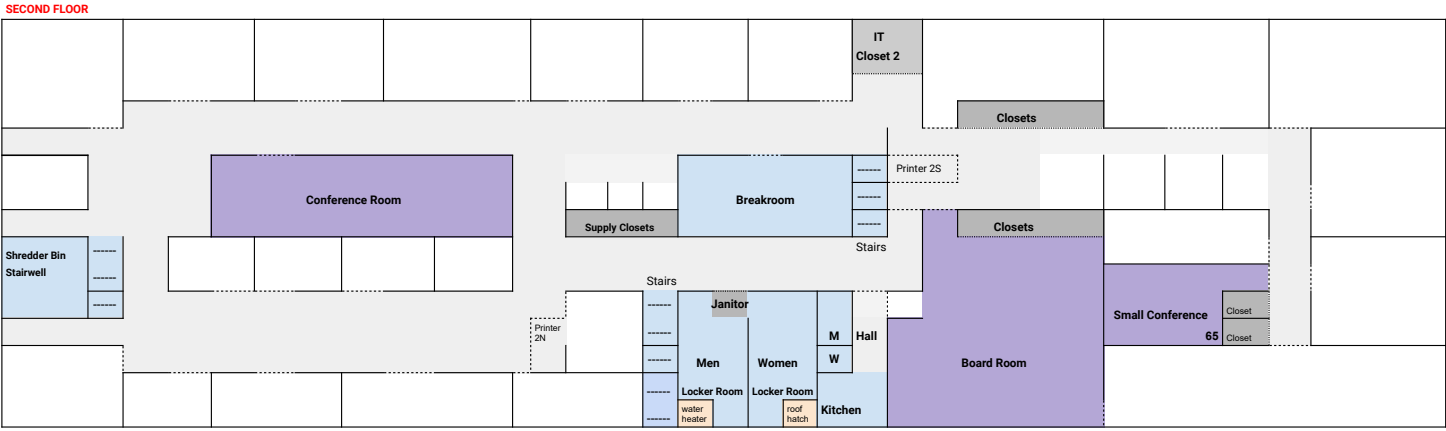 SECOND FLOOR
IT
Closet 2
Closets
Printer 2S
Conference Room
Breakroom
Supply Closets
Closets
Stairs
Shredder Bin
Stairwell
Stairs
Janitor
Small Conference
65
Closet
Closet
Printer
2N
M
W
Hall
Men
Locker Room
Women
Locker Room
Board Room
water
heater
roof
hatch
Kitchen